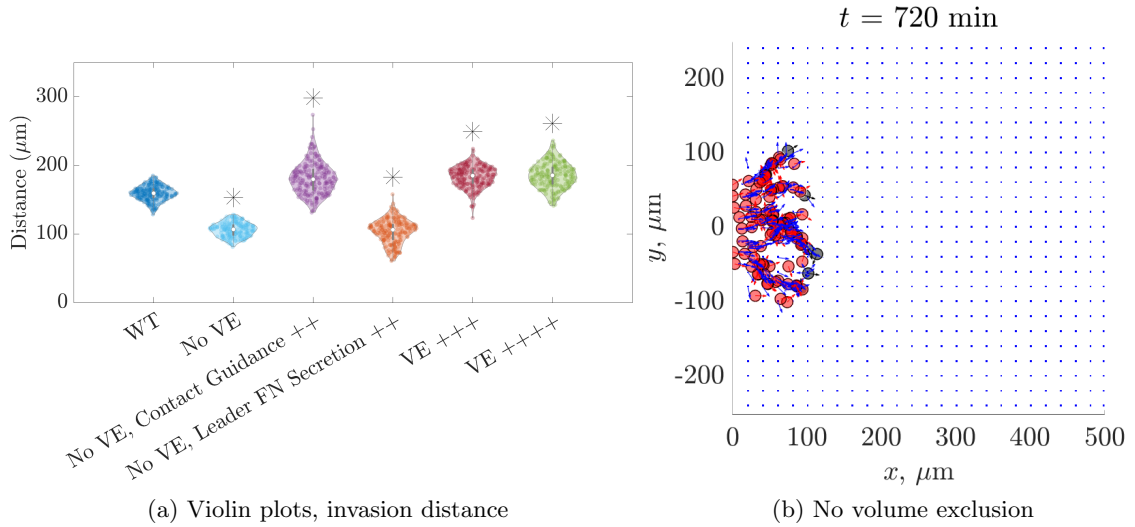 300
200
100
0
Distance (μm)
WT
No VE
No VE, Contact Guidance ++
No VE, Leader FN Secretion ++
VE +++
VE ++++
(a) Violin plots, invasion distance
t = 720 min
200
100
0
-100
-200
y, μm
0 100 200 300 400 500
x, μm
(b) No volume exclusion